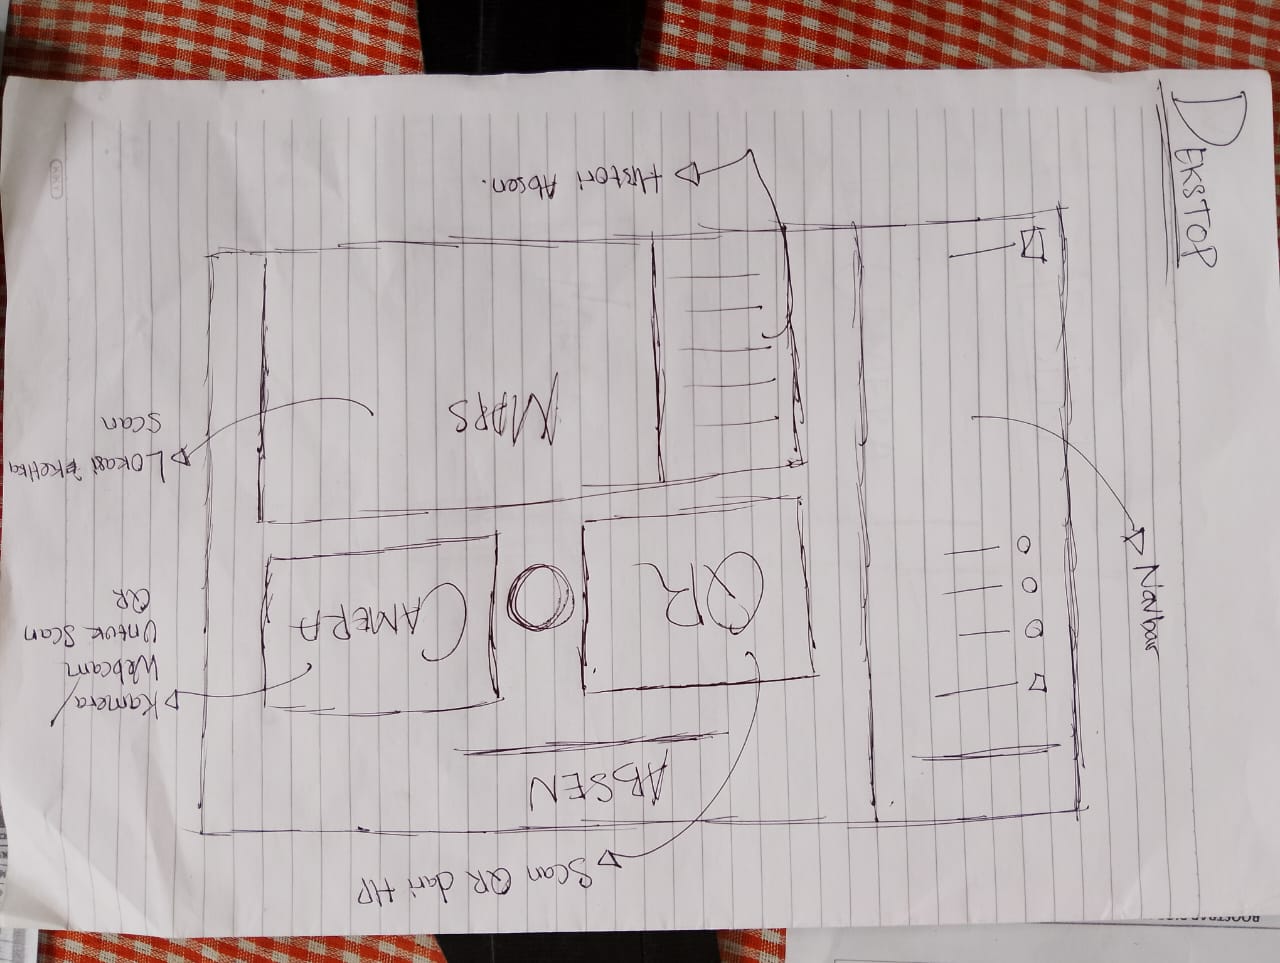 Scan QR dari HP
ABSEN
QR
CAMERA
Kamera/
Webcam
Untuk Scan
QR
Navbar
MAPS
Lokasi ketika
scan
Histori Absen.
DEKSTOP